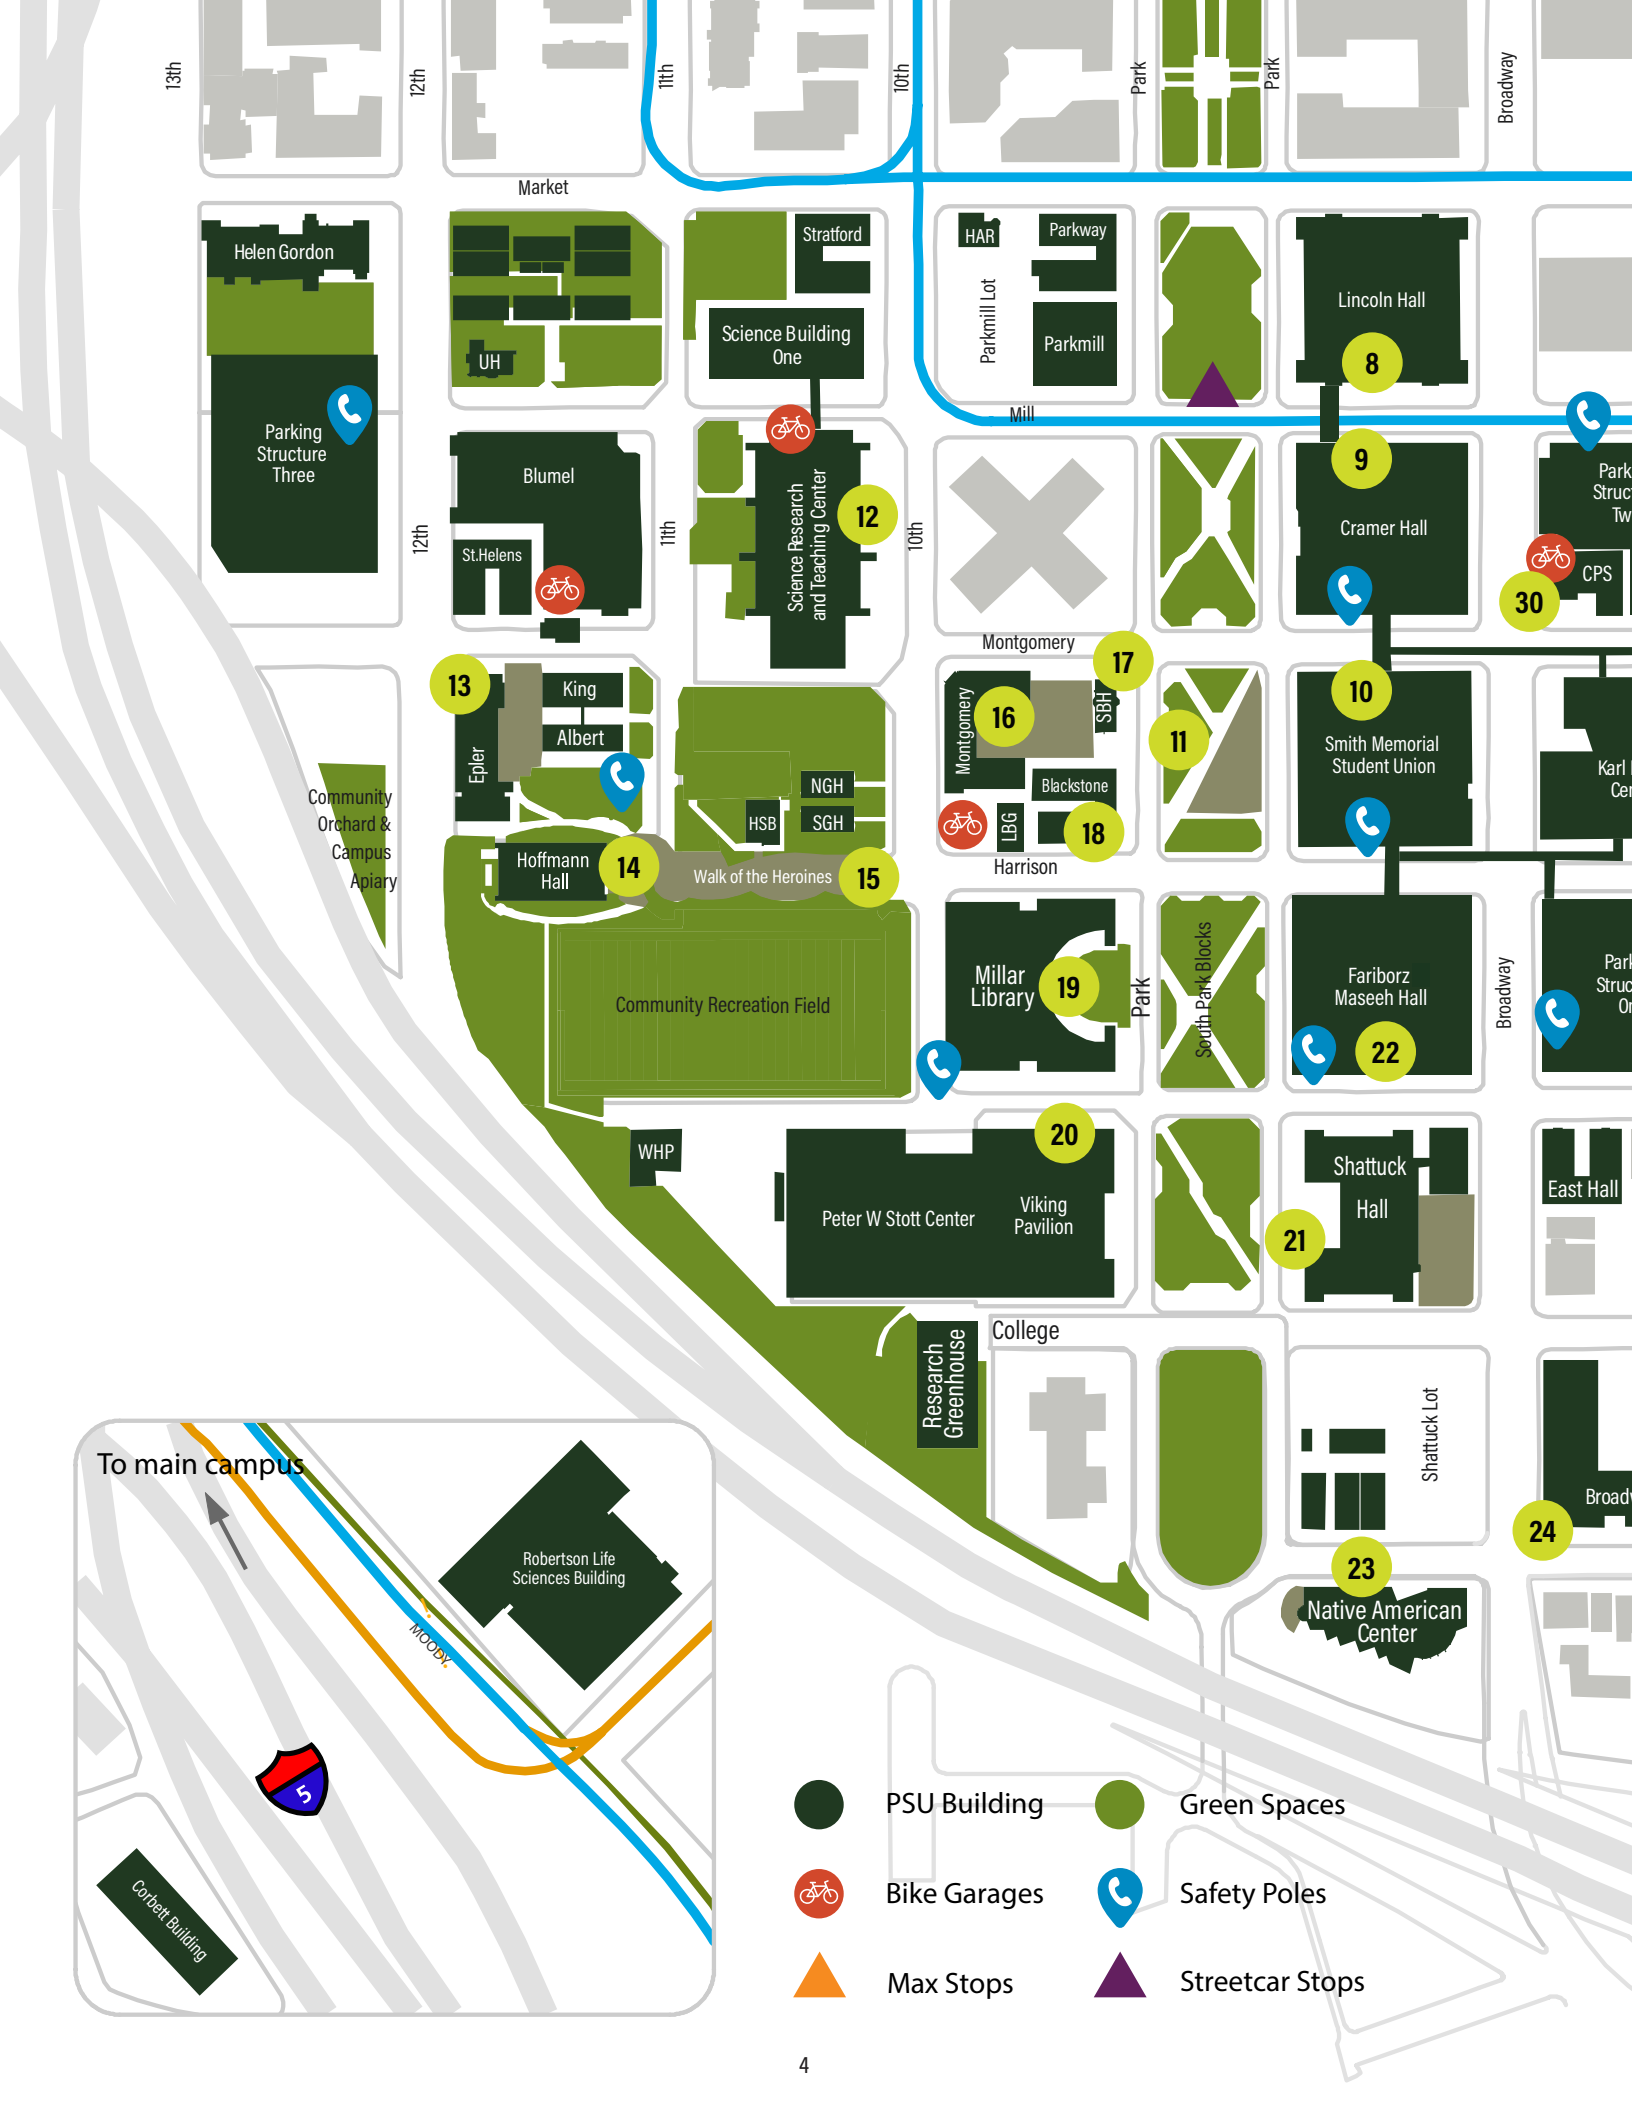 13th
12th
11th
10th
Park
Park
Broadway
Market
Helen Gordon
Stratford
HAR
Parkway
Parkmill Lot
Lincoln Hall
Science Building
One
Parkmill
UH
8
Mill
Parking
Structure
Three
Blumel
9
Science Research
and Teaching Center
12
Cramer Hall
12th
11th
10th
St.Helens
CPS
30
Montgomery
17
13
King
Albert
Epler
Montgomery
16
SBH
11
10
Smith Memorial
Student Union
NGH
SGH
HSB
Blackstone
LBG
18
Community
Orchard &
Campus
Apiary
Hoffmann
Hall
14
Walk of the Heroines
15
Harrison
Millar
Library
19
Park
South Park Blocks
Fariborz
Maseeh Hall
22
Broadway
Community Recreation Field
WHP
20
Peter W Stott Center
Viking
Pavilion
Shattuck
Hall
21
East Hall
College
Research
Greenhouse
Shattuck Lot
24
23
Native American
Center
To main campus
Robertson Life
Sciences Building
MOODY
5
Corbett Building
PSU Building
Green Spaces
Bike Garages
Safety Poles
Max Stops
Streetcar Stops
4